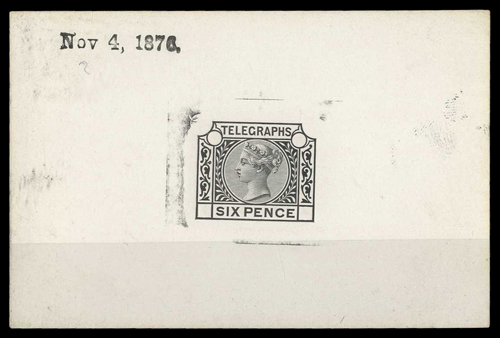 Nov 4, 1876.
TELEGRAPHS
SIX PENCE